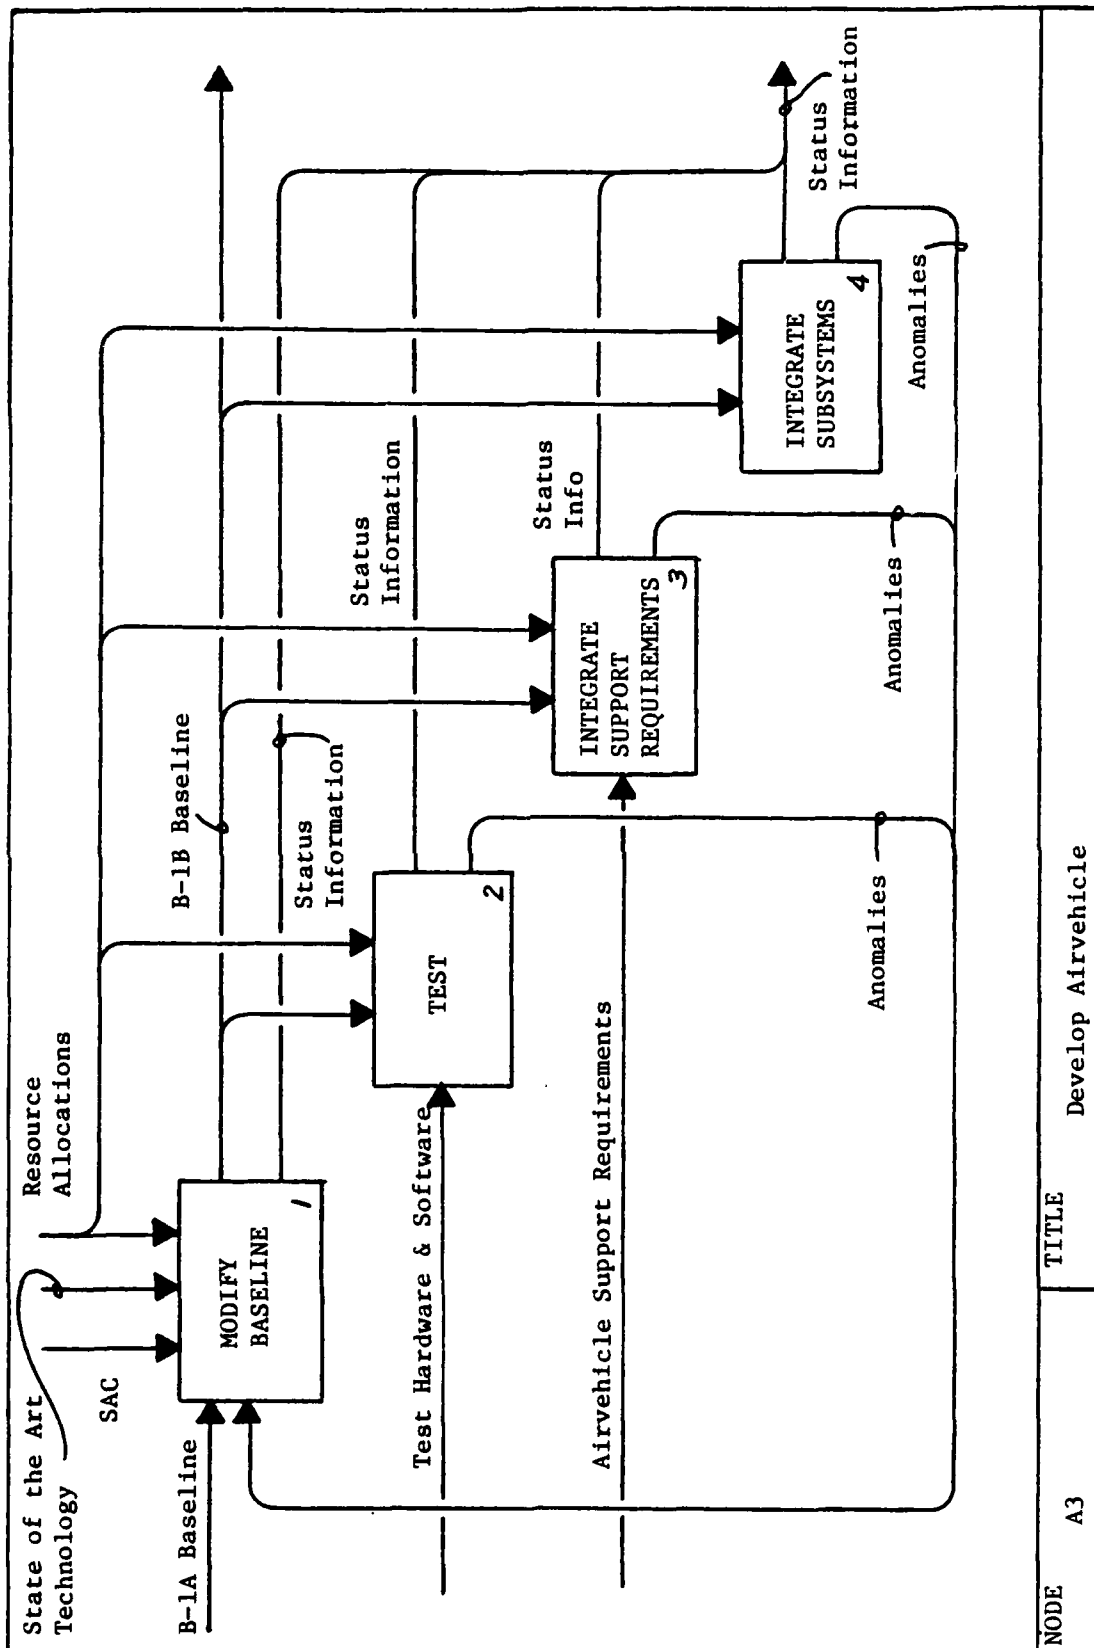 State of the Art
Technology
SAC
Resource
Allocations
B-1A Baseline
MODIFY
BASELINE
1
B-1B Baseline
Status
Information
Test Hardware & Software
TEST
2
Status
Information
Airvehicle Support Requirements
INTEGRATE
SUPPORT
REQUIREMENTS
3
Status
Info
INTEGRATE
SUBSYSTEMS
4
Status
Information
Anomalies
Anomalies
Anomalies
NODE
A3
TITLE
Develop Airvehicle